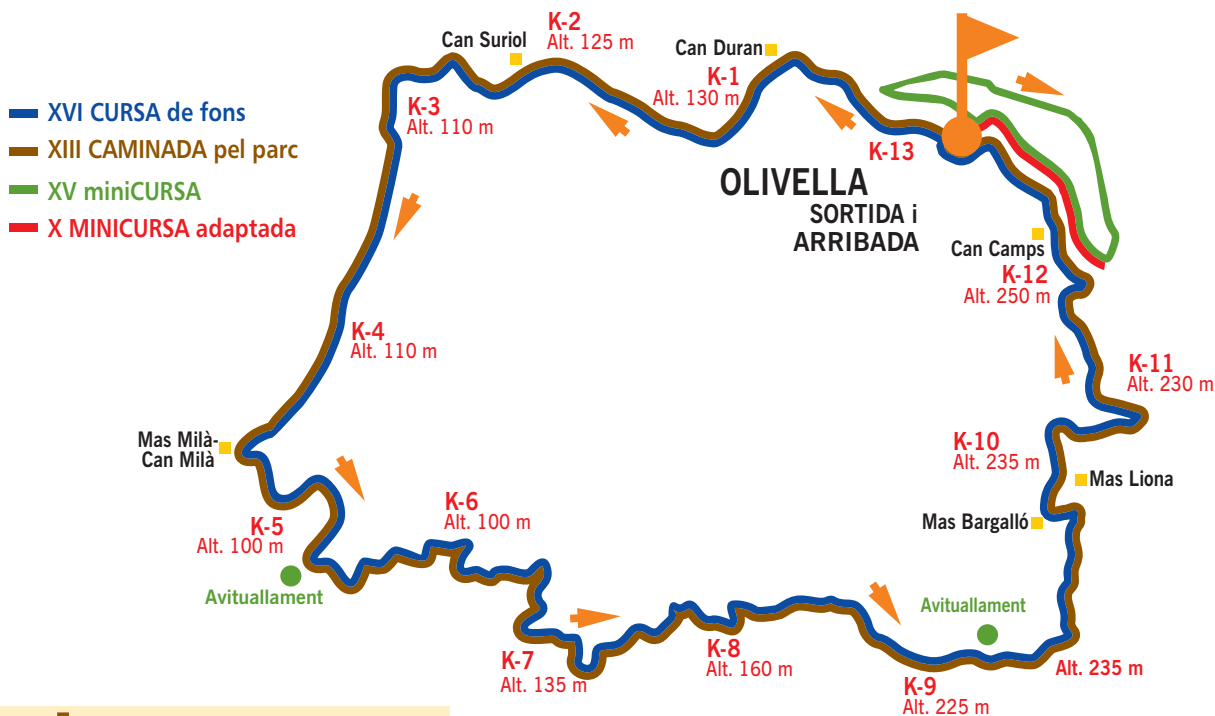 XVI CURSA de fons
XIII CAMINADA pel parc
XV miniCURSA
X MINICURSA adaptada
OLIVELLA
SORTIDA i
ARRIBADA
Can Duran
K-1
Alt. 130 m
Can Suriol
K-2
Alt. 125 m
K-3
Alt. 110 m
K-4
Alt. 110 m
Mas Milà-
Can Milà
K-5
Alt. 100 m
Avituallament
K-6
Alt. 100 m
K-7
Alt. 135 m
K-8
Alt. 160 m
K-9
Alt. 225 m
Avituallament
Alt. 235 m
Mas Bargalló
Mas Liona
K-10
Alt. 235 m
K-11
Alt. 230 m
Can Camps
K-12
Alt. 250 m
K-13